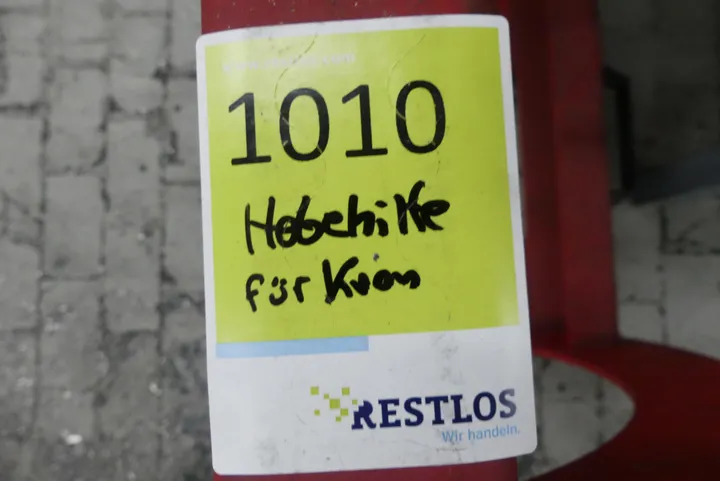 1010
Hebehilfe
für Kran
RESTLOS
Wir handeln.